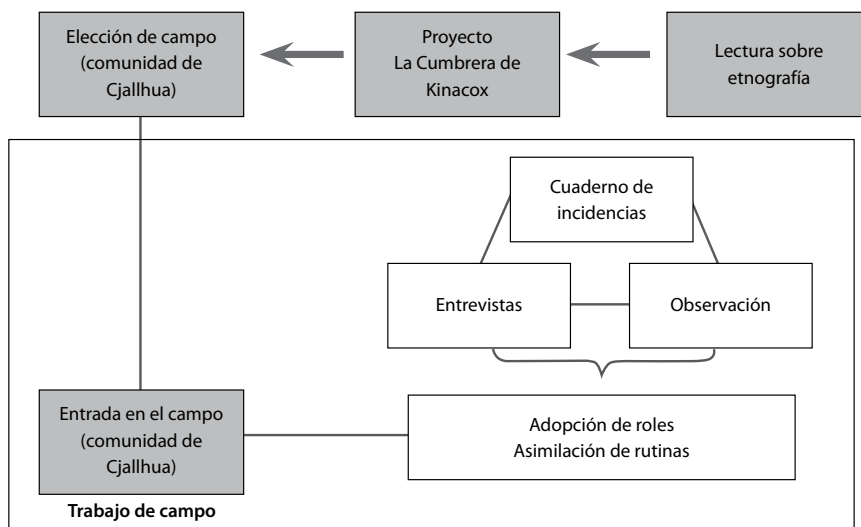 Elección de campo
(comunidad de
Cjallhua)
Proyecto
La Cumbrera de
Kinacox
Lectura sobre
etnografía
Cuaderno de
incidencias
Entrevistas
Observación
Entrada en el campo
(comunidad de
Cjallhua)
Adopción de roles
Asimilación de rutinas
Trabajo de campo